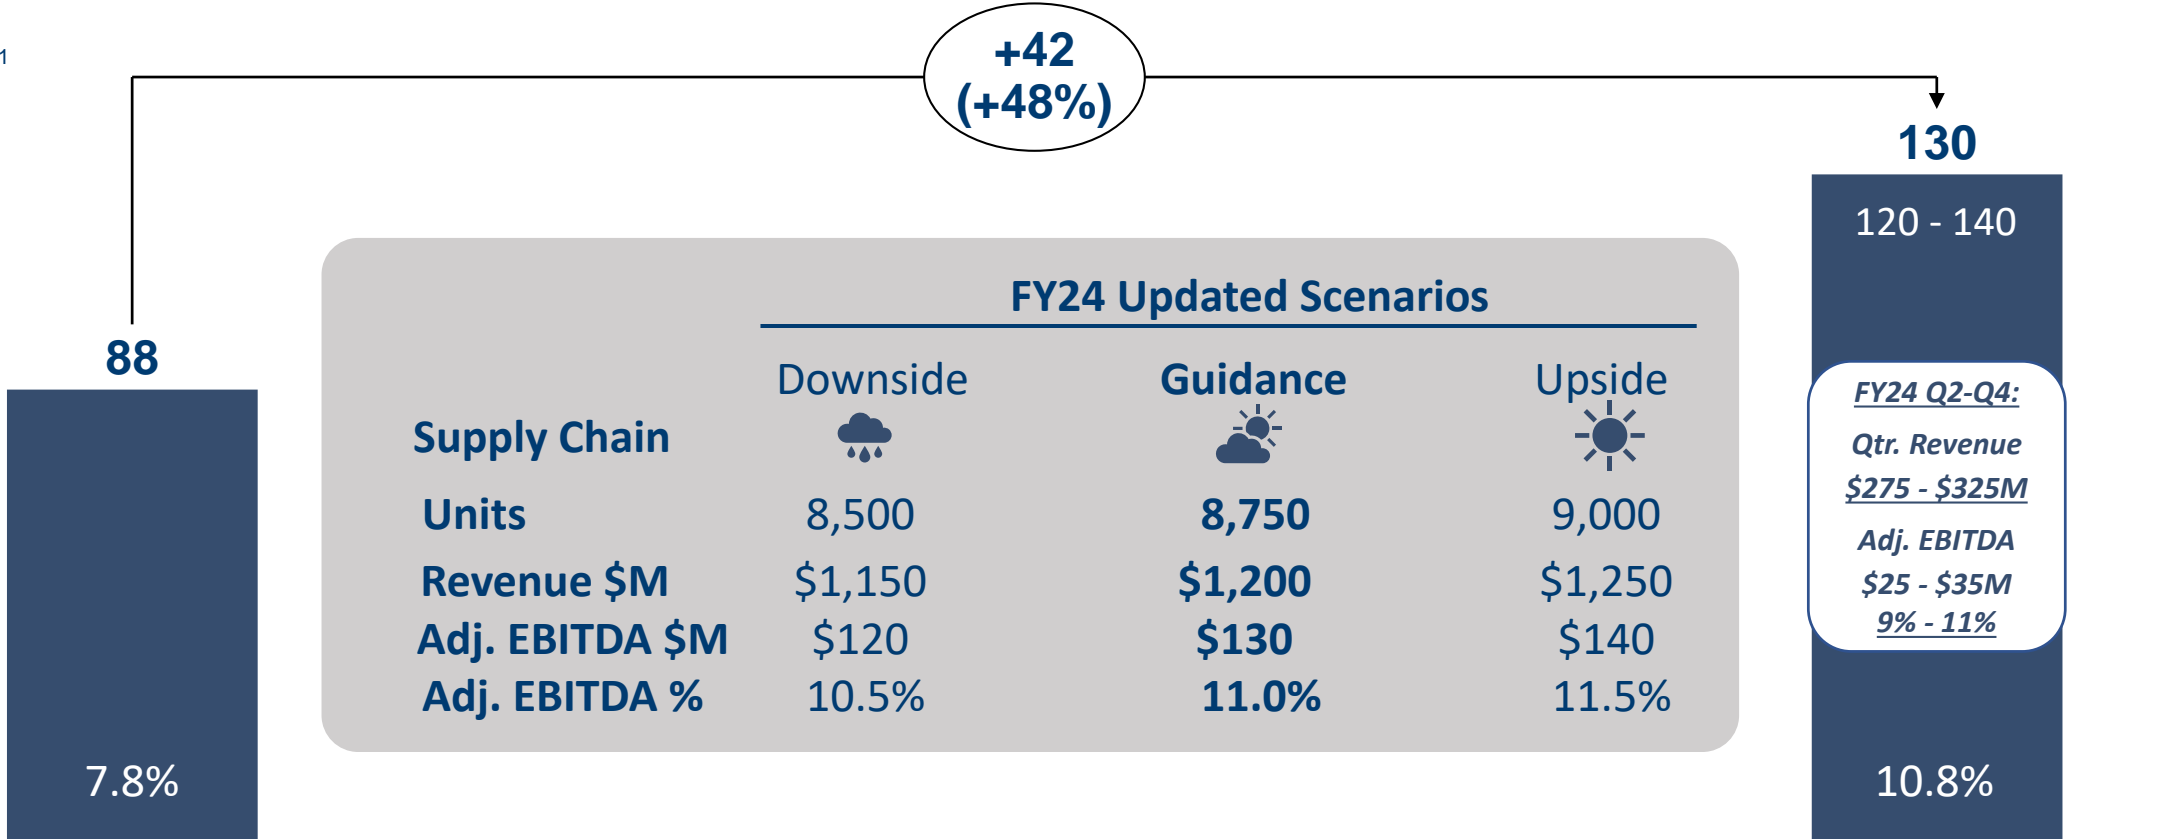 1
+42
(+48%)
88
130
120 - 140
FY24 Updated Scenarios
Downside Guidance Upside
Supply Chain
Units 8,500 8,750 9,000
Revenue $M $1,150 $1,200 $1,250
Adj. EBITDA $M $120 $130 $140
Adj. EBITDA % 10.5% 11.0% 11.5%
FY24 Q2-Q4:
Qtr. Revenue
$275 - $325M
Adj. EBITDA
$25 - $35M
9% - 11%
7.8%
10.8%